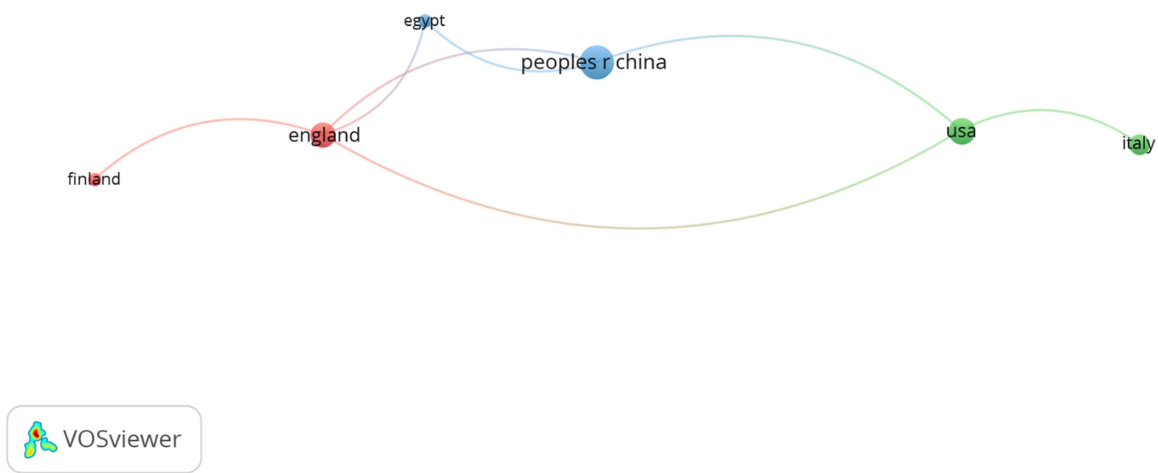 egypt
peoples r china
england
usa
italy
finland
VOSviewer